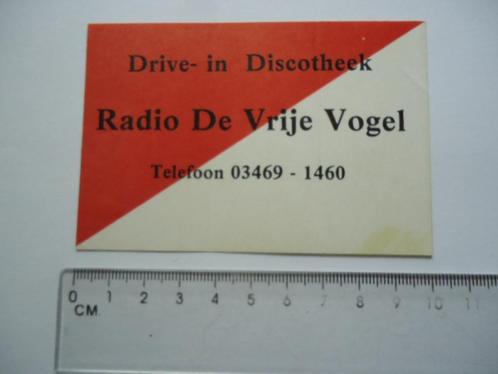 Drive- in Discotheek
Radio De Vrije Vogel
Telefoon 03469 - 1460
0 1 2 3 4 5 6 7 8 9 10 11
CM.